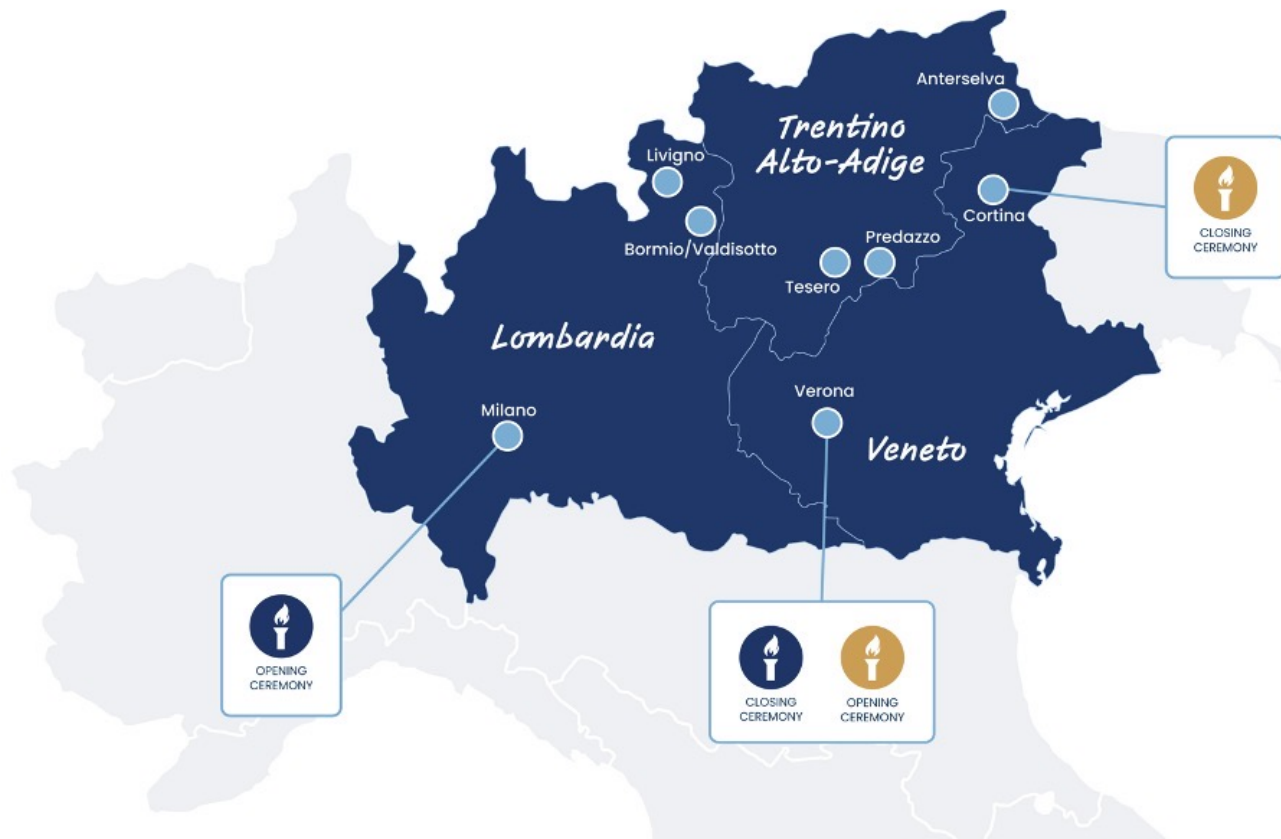 Anterselva
Trentino
Alto-Adige
Livigno
Cortina
CLOSING
CEREMONY
Bormio/Valdisotto
Predazzo
Tesero
Lombardia
Verona
Milano
Veneto
OPENING
CEREMONY
CLOSING
CEREMONY
OPENING
CEREMONY